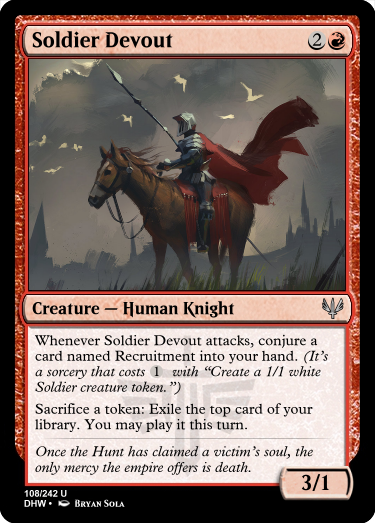 Soldier Devout 2
Creature — Human Knight
Whenever Soldier Devout attacks, conjure a
card named Recruitment into your hand. (It's
a sorcery that costs 1 with “Create a 1/1 white
Soldier creature token.”)
Sacrifice a token: Exile the top card of your
library. You may play it this turn.
Once the Hunt has claimed a victim's soul, the
only mercy the empire offers is death.
3/1
108/242 U
DHW • Bryan Sola